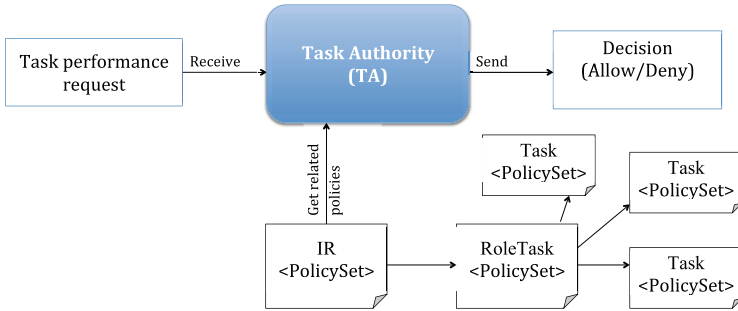 Task performance
request
Receive
Task Authority
(TA)
Send
Decision
(Allow/Deny)
Get related
policies
IR
<PolicySet>
RoleTask
<PolicySet>
Task
<PolicySet>
Task
<PolicySet>
Task
<PolicySet>